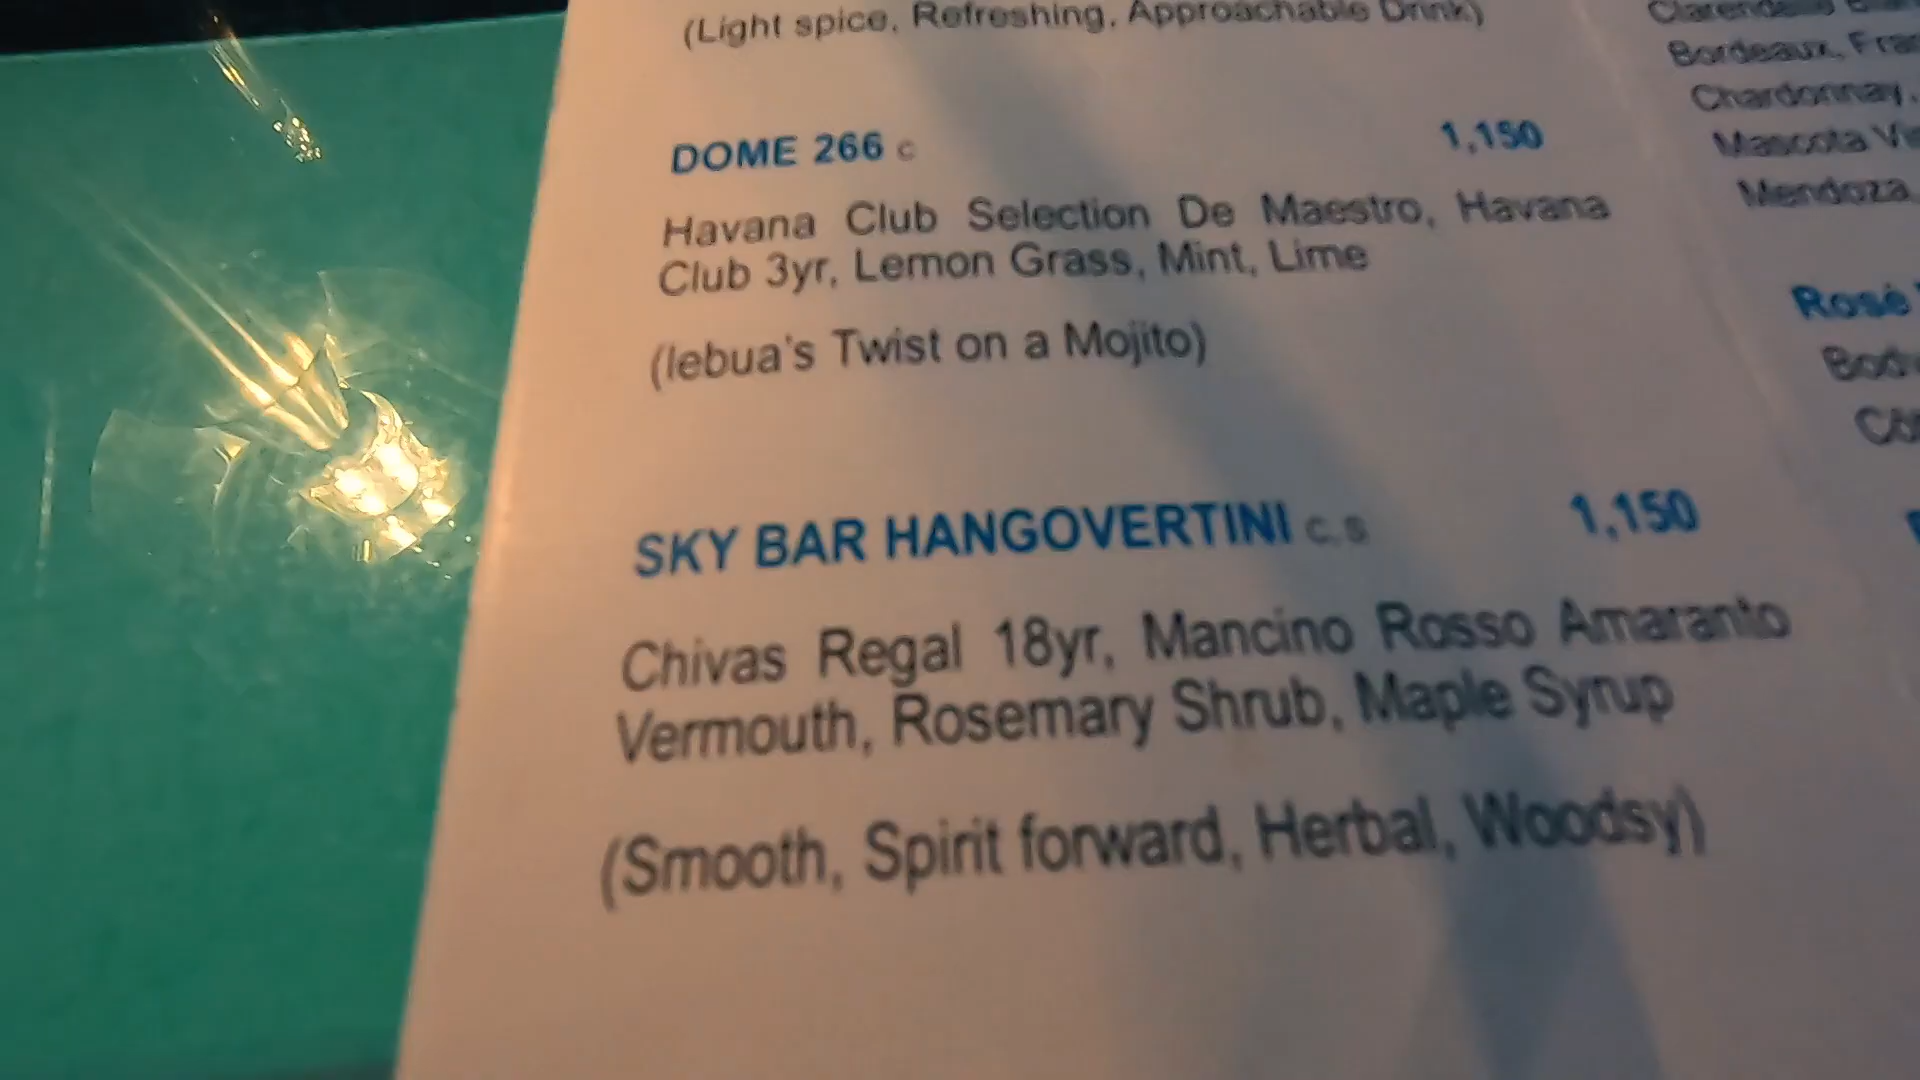 (Light spice, Refreshing, Approachable Drink)
DOME 266 c 1,150
Havana Club Selection De Maestro, Havana
Club 3yr, Lemon Grass, Mint, Lime
(lebua's Twist on a Mojito)
SKY BAR HANGOVERTINI c, s 1,150
Chivas Regal 18yr, Mancino Rosso Amaranto
Vermouth, Rosemary Shrub, Maple Syrup
(Smooth, Spirit forward, Herbal, Woodsy)
Bordeaux,
Chardonnay,
Mascota
Mendoza,
Rosé